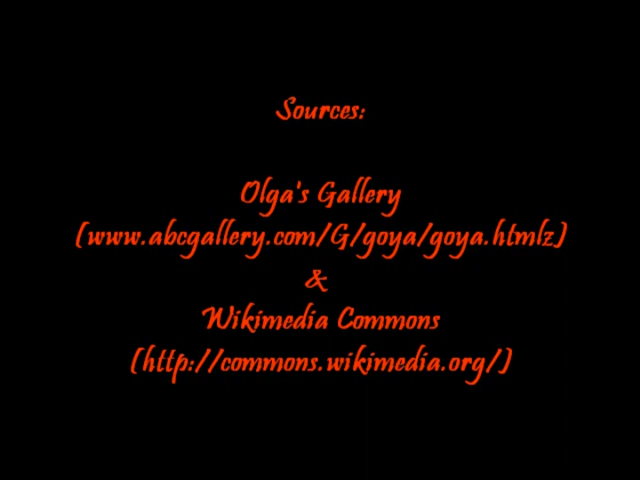 Sources:
Olga's Gallery
(www.abcgallery.com/G/goya/goya.htmlz)
&
Wikimedia Commons
(http://commons.wikimedia.org/)